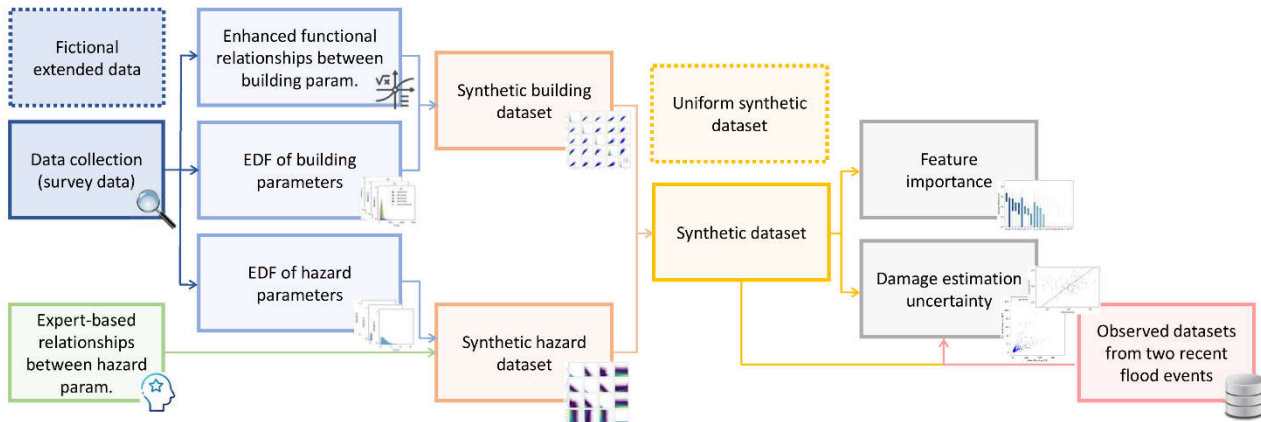 Fictional
extended data
Data collection
(survey data)
Expert-based
relationships
between hazard
param.
Enhanced functional
relationships between
building param.
√x
EDF of building
parameters
EDF of hazard
parameters
Synthetic building
dataset
Synthetic hazard
dataset
Uniform synthetic
dataset
Synthetic dataset
Feature
importance
Damage estimation
uncertainty
Observed datasets
from two recent
flood events